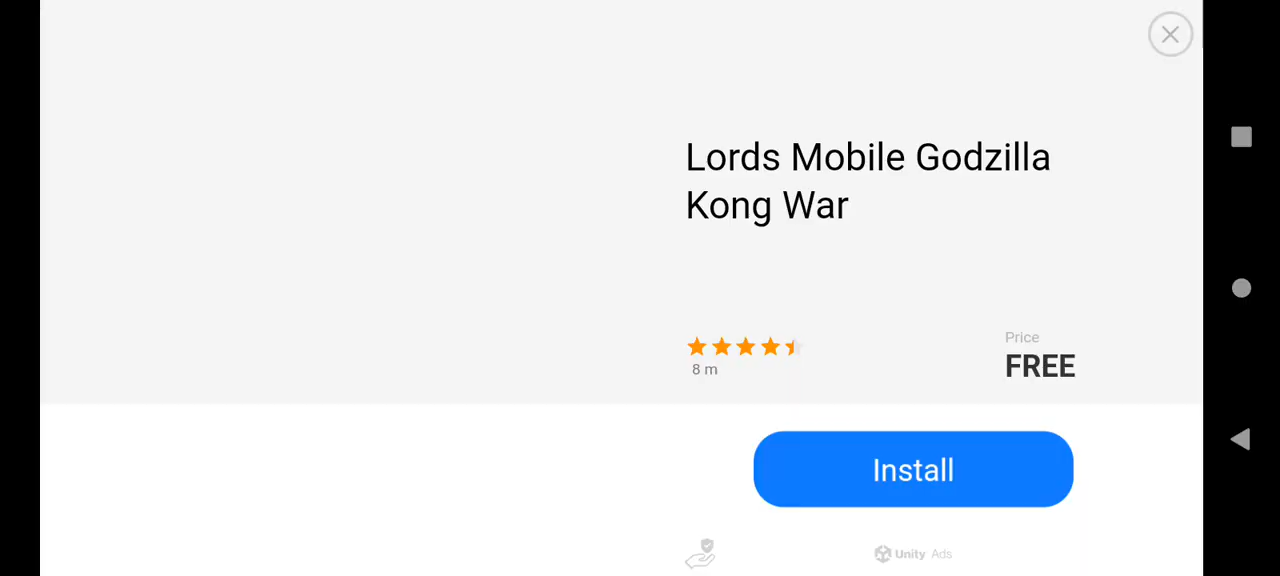 Lords Mobile Godzilla
Kong War
8 m
Price
FREE
Install
Unity Ads